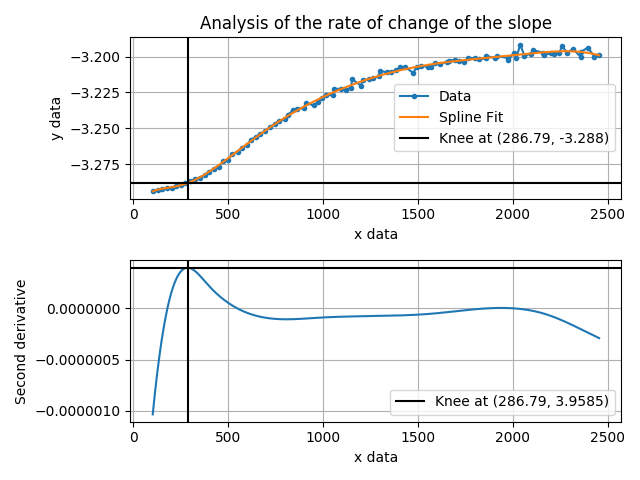 Analysis of the rate of change of the slope
y data
−3.200
−3.225
−3.250
−3.275
Data
Spline Fit
Knee at (286.79, -3.288)
0 500 1000 1500 2000 2500
x data
Second derivative
0.0000000
−0.0000005
−0.0000010
Knee at (286.79, 3.9585)
0 500 1000 1500 2000 2500
x data